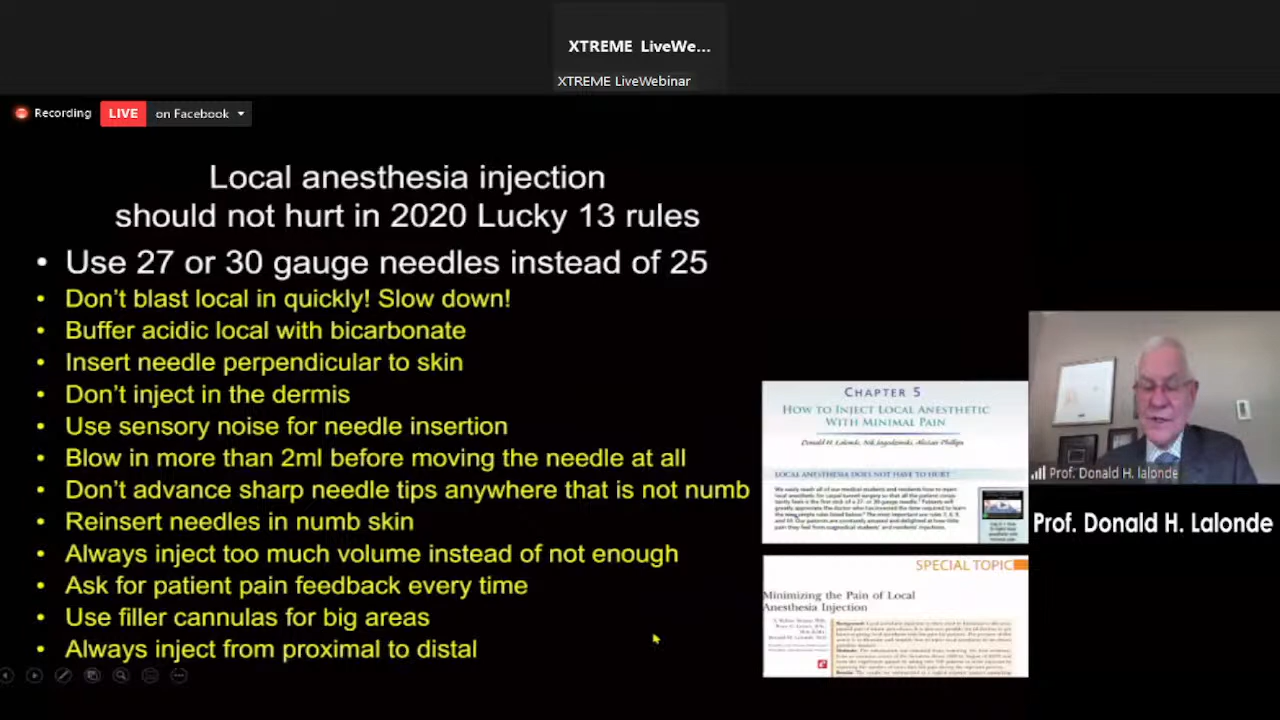 XTREME LiveWe...
XTREME LiveWebinar
Recording
LIVE
on Facebook
Local anesthesia injection
should not hurt in 2020 Lucky 13 rules
• Use 27 or 30 gauge needles instead of 25
• Don't blast local in quickly! Slow down!
• Buffer acidic local with bicarbonate
• Insert needle perpendicular to skin
• Don't inject in the dermis
• Use sensory noise for needle insertion
• Blow in more than 2ml before moving the needle at all
• Don't advance sharp needle tips anywhere that is not numb
• Reinsert needles in numb skin
• Always inject too much volume instead of not enough
• Ask for patient pain feedback every time
• Use filler cannulas for big areas
• Always inject from proximal to distal
CHAPTER 5
HOW TO INJECT LOCAL ANESTHETIC
WITH MINIMAL PAIN
Donald H. Lalonde,
LOCAL ANESTHESIA DOES NOT HAVE TO HURT
SPECIAL TOPIC
Minimizing the Pain of Local
Anesthesia Injection
Prof. Donald H. lalonde
Prof. Donald H. Lalonde